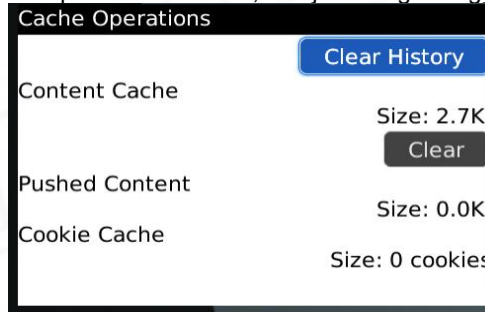 Cache Operations
Clear History
Content Cache
Size: 2.7K
Clear
Pushed Content
Size: 0.0K
Cookie Cache
Size: 0 cookies